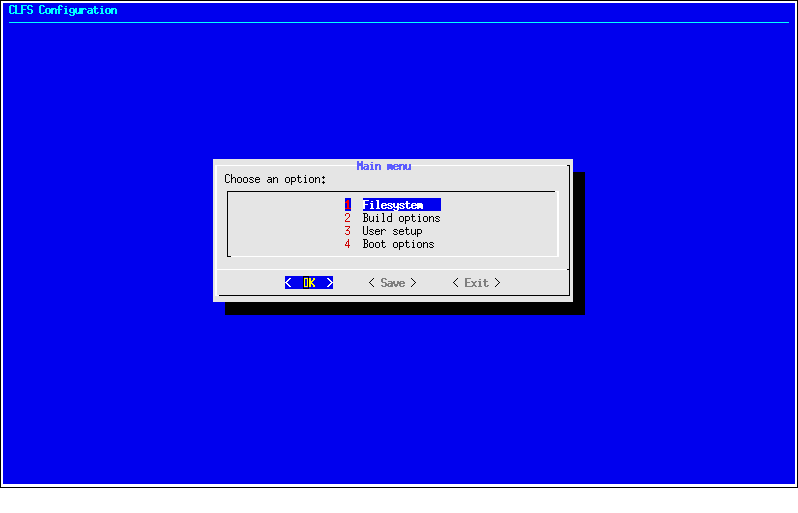 CLFS Configuration
Main menu
Choose an option:
1 Filesystem
2 Build options
3 User setup
4 Boot options
< OK > < Save > < Exit >